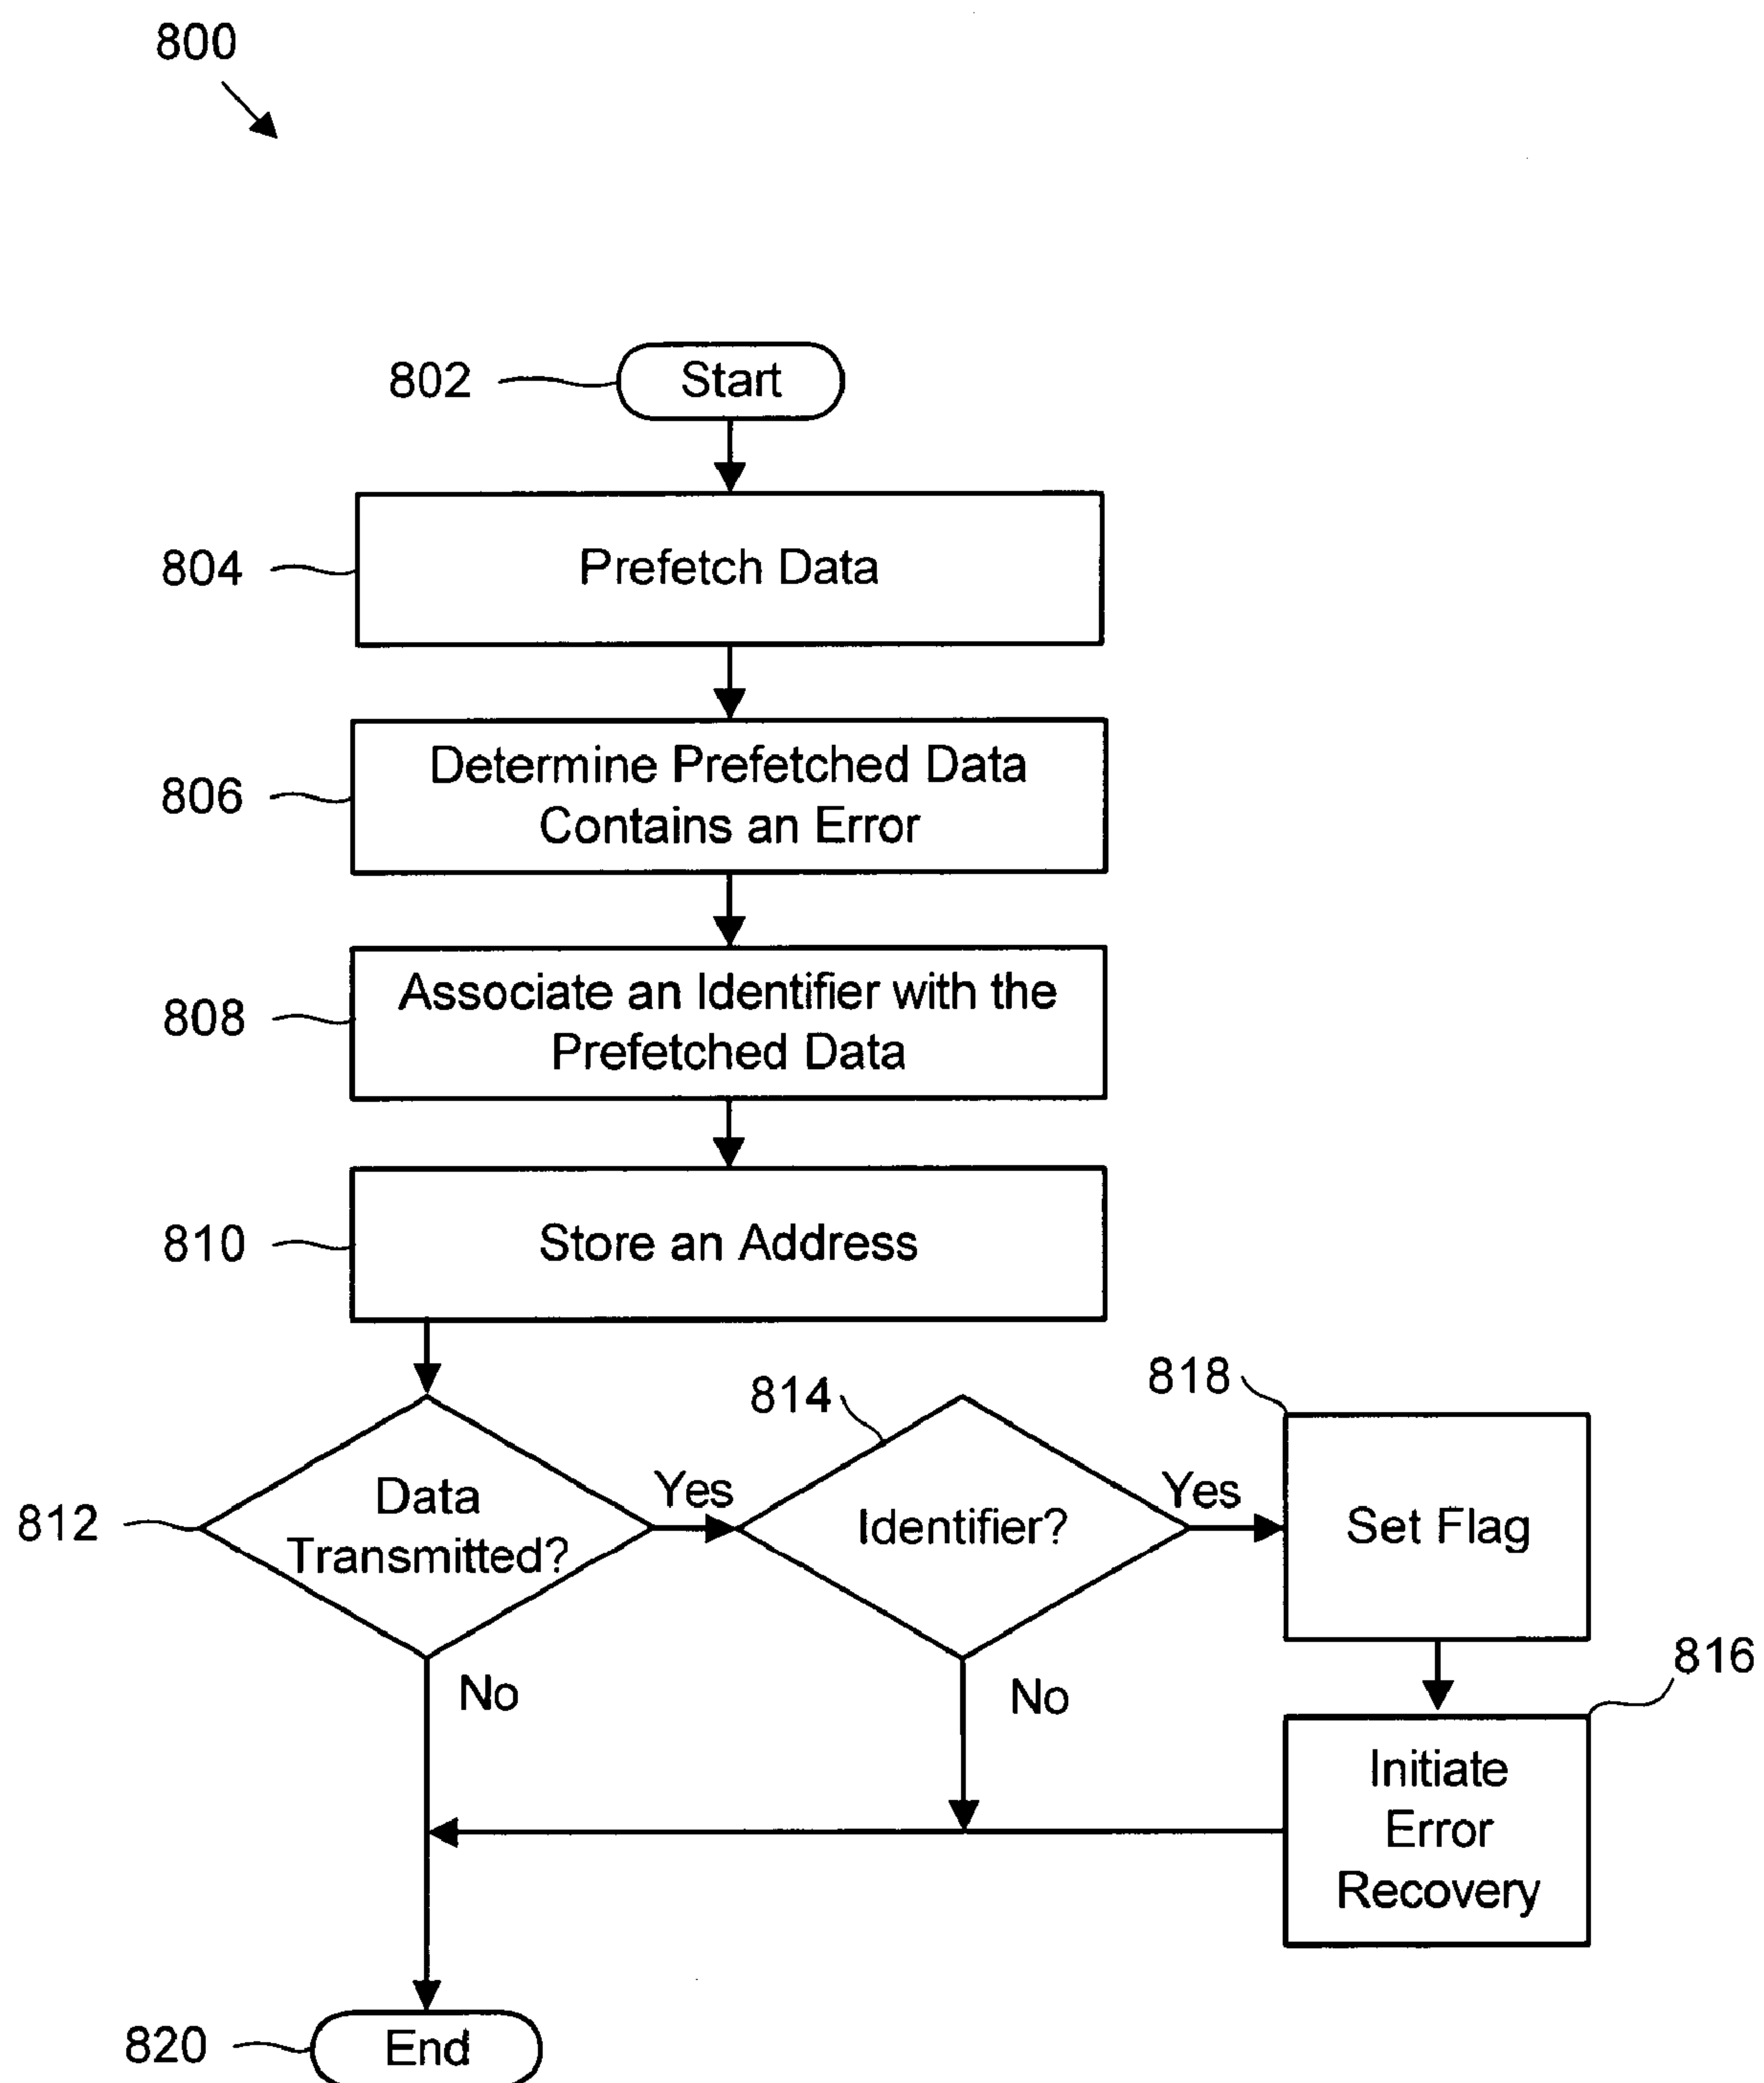 800
802
Start
804
Prefetch Data
806
Determine Prefetched Data
Contains an Error
808
Associate an Identifier with the
Prefetched Data
810
Store an Address
812
Data
Transmitted?
Yes
814
Identifier?
Yes
818
Set Flag
No
No
816
Initiate
Error
Recovery
820
End